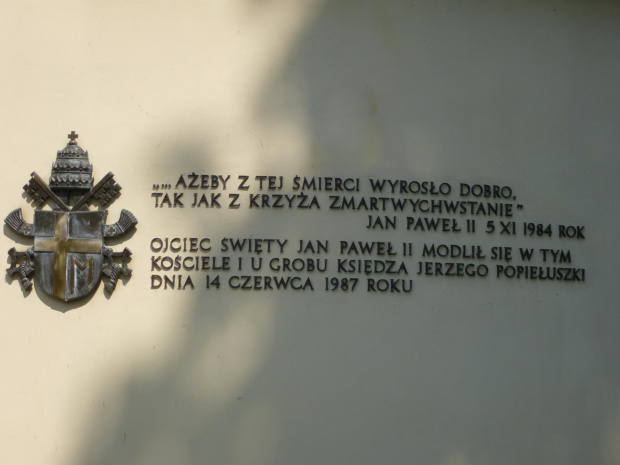 „... AŻEBY Z TEJ ŚMIERCI WYROSŁO DOBRO,
TAK JAK Z KRZYŻA ZMARTWYCHWSTANIE”
JAN PAWEŁ II 5 XI 1984 ROK
OJCIEC ŚWIĘTY JAN PAWEŁ II MODLIŁ SIĘ W TYM
KOŚCIELE I U GROBU KSIĘDZA JERZEGO POPIEŁUSZKI
DNIA 14 CZERWCA 1987 ROKU
M